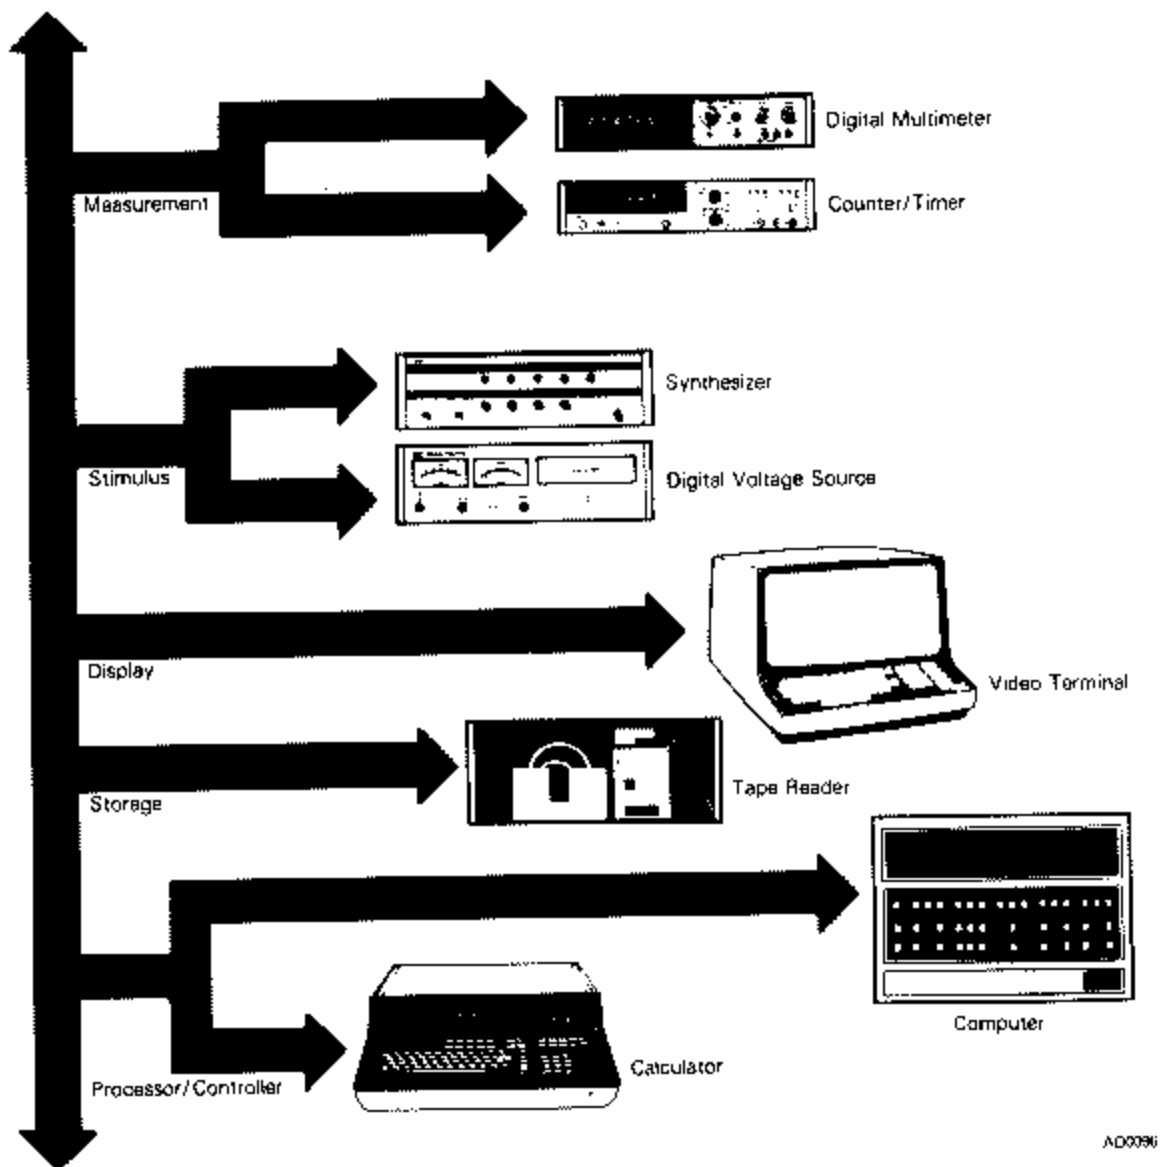 Digital Multimeter
Measurement
Counter/Timer
Synthesizer
Stimulus
Digital Voltage Source
Display
Video Terminal
Storage
Tape Reader
Computer
Processor/Controller
Calculator